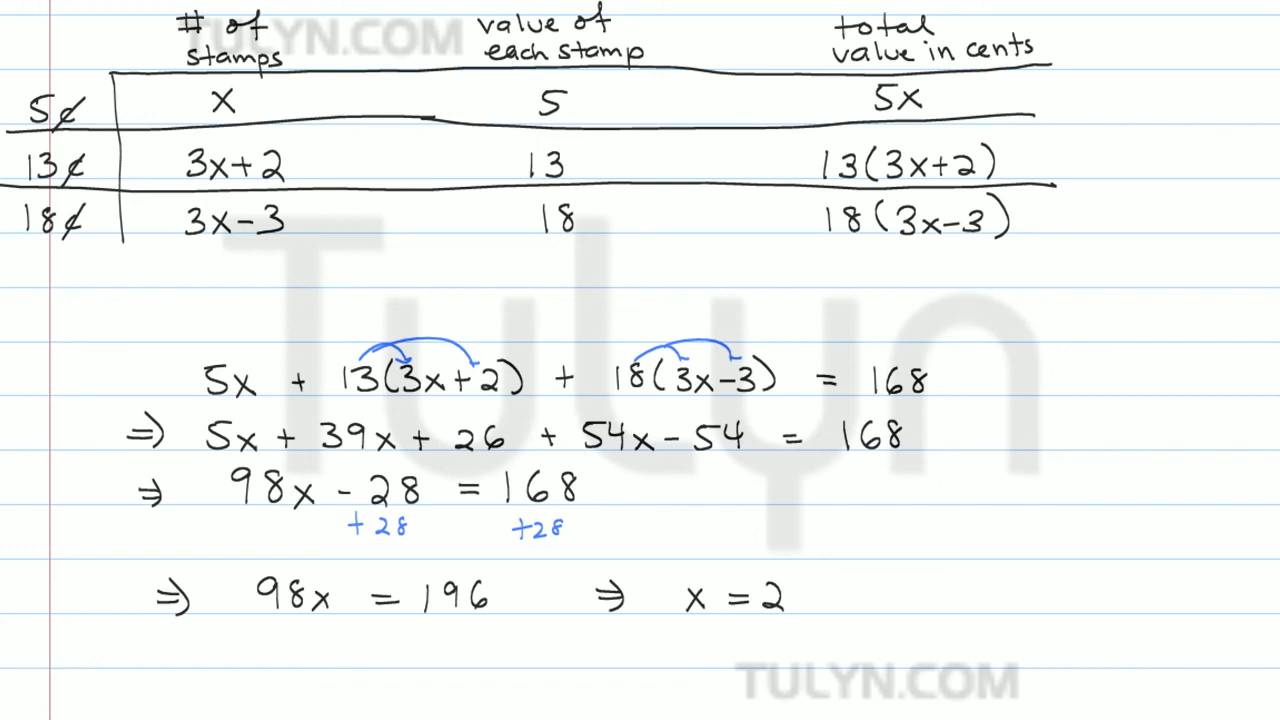 TULYN.COM
# of stamps value of each stamp total value in cents
5¢ x 5 5x
13¢ 3x+2 13 13(3x+2)
18¢ 3x-3 18 18(3x-3)
Tulyn
5x + 13(3x+2) + 18(3x-3) = 168
⇒ 5x + 39x + 26 + 54x - 54 = 168
⇒ 98x - 28 = 168
+28 +28
⇒ 98x = 196 ⇒ x = 2
TULYN.COM